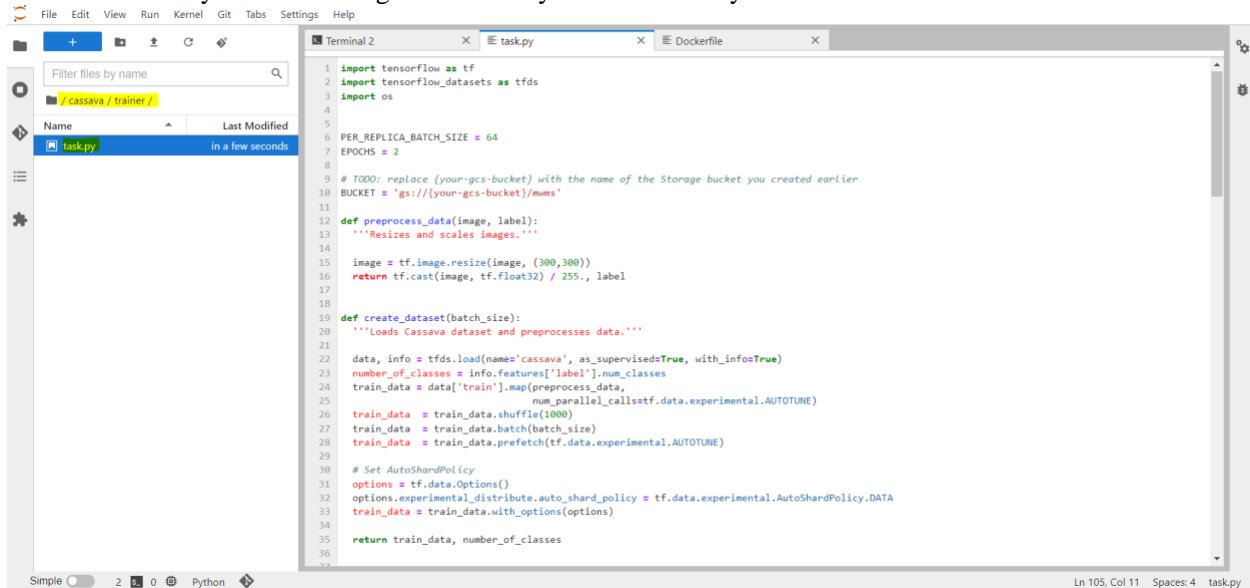 File Edit View Run Kernel Git Tabs Settings Help
Terminal 2 task.py Dockerfile
Filter files by name
/ cassava / trainer /
Name Last Modified
task.py in a few seconds
1 import tensorflow as tf
2 import tensorflow_datasets as tfds
3 import os
4
5
6 PER_REPLICA_BATCH_SIZE = 64
7 EPOCHS = 2
8
9 # TODO: replace {your-gcs-bucket} with the name of the Storage bucket you created earlier
10 BUCKET = 'gs://{your-gcs-bucket}/mwms'
11
12 def preprocess_data(image, label):
13 '''Resizes and scales images.'''
14
15 image = tf.image.resize(image, (300,300))
16 return tf.cast(image, tf.float32) / 255., label
17
18
19 def create_dataset(batch_size):
20 '''Loads Cassava dataset and preprocesses data.'''
21
22 data, info = tfds.load(name='cassava', as_supervised=True, with_info=True)
23 number_of_classes = info.features['label'].num_classes
24 train_data = data['train'].map(preprocess_data,
25 num_parallel_calls=tf.data.experimental.AUTOTUNE)
26 train_data = train_data.shuffle(1000)
27 train_data = train_data.batch(batch_size)
28 train_data = train_data.prefetch(tf.data.experimental.AUTOTUNE)
29
30 # Set AutoShardPolicy
31 options = tf.data.Options()
32 options.experimental_distribute.auto_shard_policy = tf.data.experimental.AutoShardPolicy.DATA
33 train_data = train_data.with_options(options)
34
35 return train_data, number_of_classes
36
Simple 2 0 Python Ln 105, Col 11 Spaces: 4 task.py